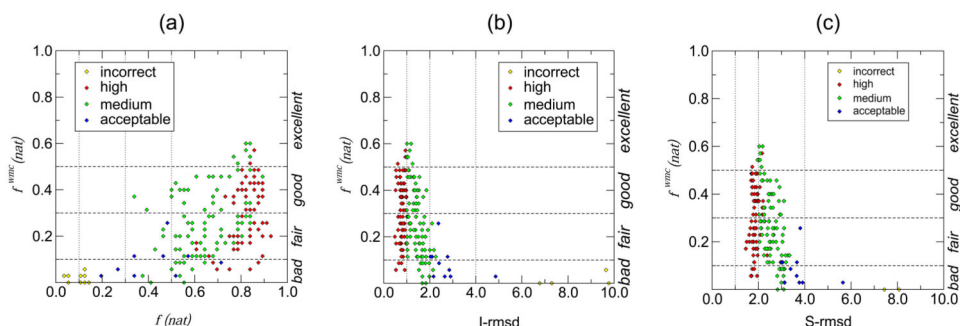 (a)
f^wmc (nat)
1.0
0.8
0.6
0.4
0.2
0.0
0.2
0.4
0.6
0.8
1.0
incorrect
high
medium
acceptable
bad fair good excellent
f (nat)
(b)
1.0
0.8
0.6
0.4
0.2
0.0
2.0
4.0
6.0
8.0
10.0
f^wmc (nat)
incorrect
high
medium
acceptable
bad fair good excellent
I-rmsd
(c)
1.0
0.8
0.6
0.4
0.2
0.0
2.0
4.0
6.0
8.0
10.0
f^wmc (nat)
incorrect
high
medium
acceptable
bad fair good excellent
S-rmsd